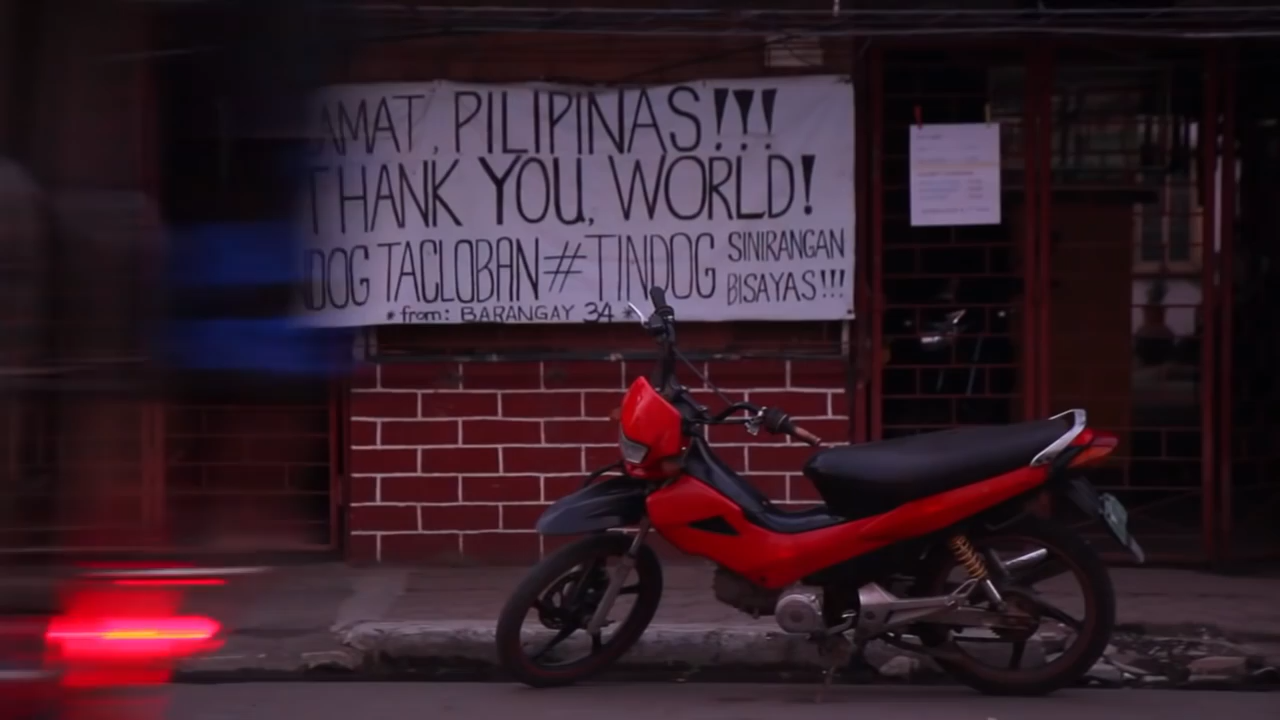 AMAT, PILIPINAS!!!
THANK YOU, WORLD!
DOG TACLOBAN #TINDOG SINIRANGAN BISAYAS!!!
*from: BARANGAY 34*